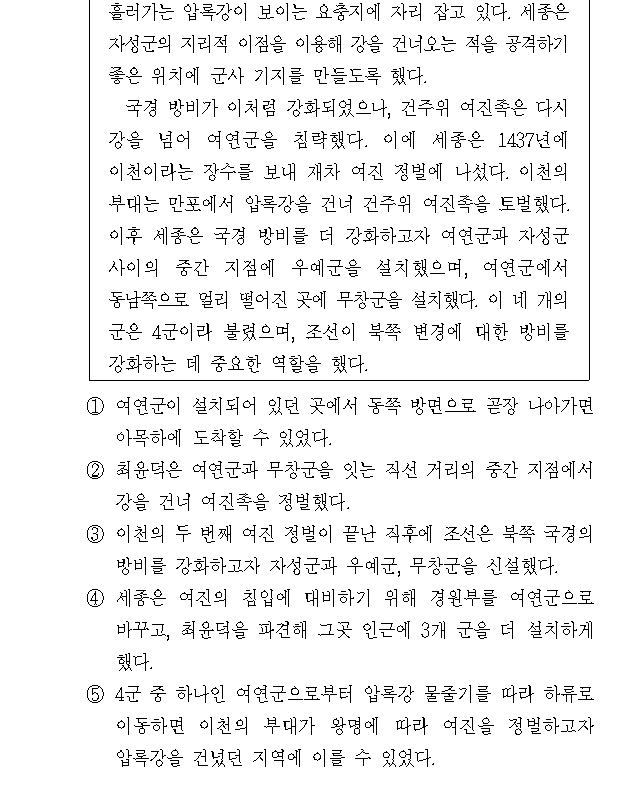 흘러가는 압록강이 보이는 요충지에 자리 잡고 있다. 세종은
자성군의 지리적 이점을 이용해 강을 건너오는 적을 공격하기
좋은 위치에 군사 기지를 만들도록 했다.
국경 방비가 이처럼 강화되었으나, 건주위 여진족은 다시
강을 넘어 여연군을 침략했다. 이에 세종은 1437년에
이천이라는 장수를 보내 재차 여진 정벌에 나섰다. 이천의
부대는 만포에서 압록강을 건너 건주위 여진족을 토벌했다.
이후 세종은 국경 방비를 더 강화하고자 여연군과 자성군
사이의 중간 지점에 우예군을 설치했으며, 여연군에서
동남쪽으로 멀리 떨어진 곳에 무창군을 설치했다. 이 네 개의
군은 4군이라 불렸으며, 조선이 북쪽 변경에 대한 방비를
강화하는 데 중요한 역할을 했다.
① 여연군이 설치되어 있던 곳에서 동쪽 방면으로 곧장 나아가면
아목하에 도착할 수 있었다.
② 최윤덕은 여연군과 무창군을 잇는 직선 거리의 중간 지점에서
강을 건너 여진족을 정벌했다.
③ 이천의 두 번째 여진 정벌이 끝난 직후에 조선은 북쪽 국경의
방비를 강화하고자 자성군과 우예군, 무창군을 신설했다.
④ 세종은 여진의 침입에 대비하기 위해 경원부를 여연군으로
바꾸고, 최윤덕을 파견해 그곳 인근에 3개 군을 더 설치하게
했다.
⑤ 4군 중 하나인 여연군으로부터 압록강 물줄기를 따라 하류로
이동하면 이천의 부대가 왕명에 따라 여진을 정벌하고자
압록강을 건넜던 지역에 이를 수 있었다.